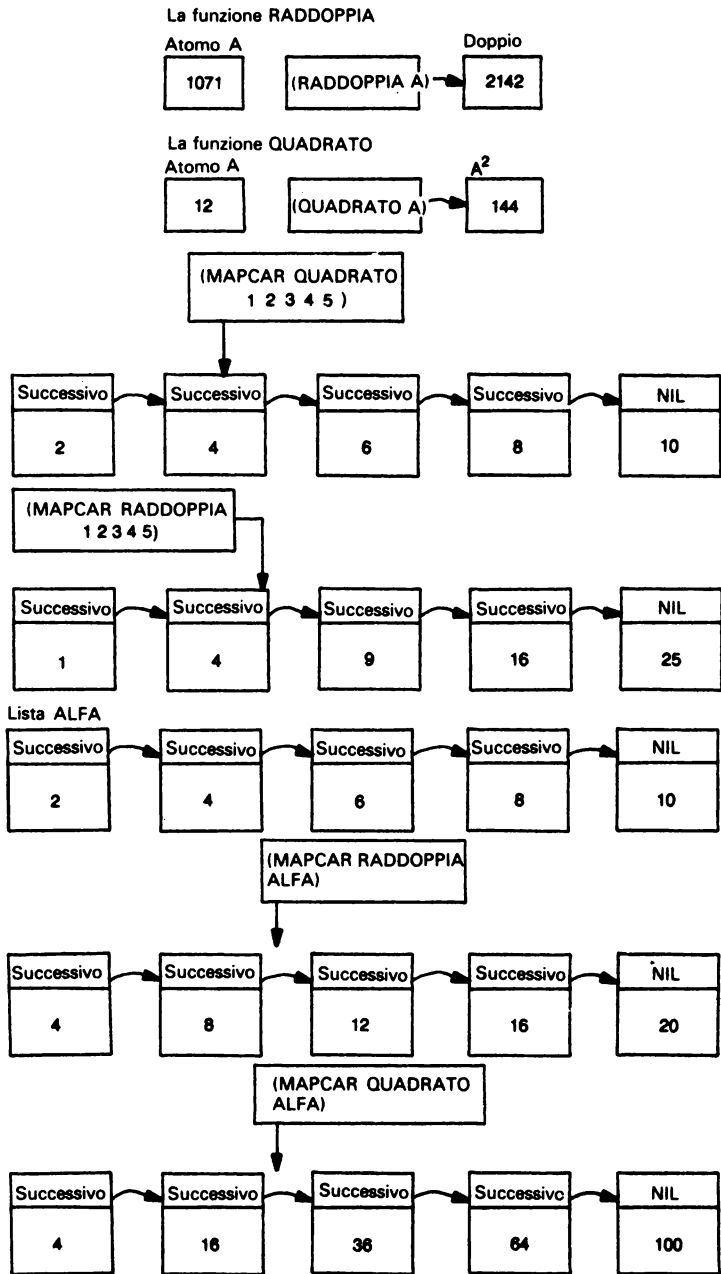 La funzione RADDOPPIA
Atomo A
Doppio
1071
(RADDOPPIA A)
2142
La funzione QUADRATO
Atomo A
A²
12
(QUADRATO A)
144
(MAPCAR QUADRATO
1 2 3 4 5 )
Successivo Successivo Successivo Successivo NIL
2 4 6 8 10
(MAPCAR RADDOPPIA
1 2 3 4 5)
Successivo Successivo Successivo Successivo NIL
1 4 9 16 25
Lista ALFA
Successivo Successivo Successivo Successivo NIL
2 4 6 8 10
(MAPCAR RADDOPPIA
ALFA)
Successivo Successivo Successivo Successivo NIL
4 8 12 16 20
(MAPCAR QUADRATO
ALFA)
Successivo Successivo Successivo Successivo NIL
4 16 36 64 100